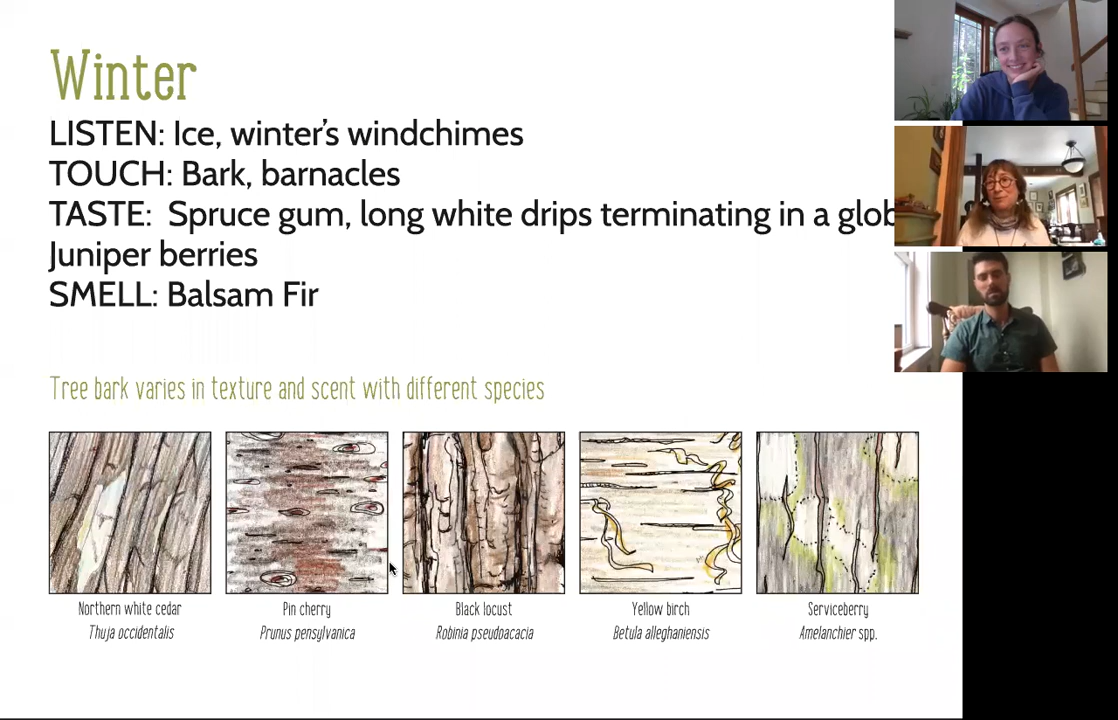 Winter
LISTEN: Ice, winter's windchimes
TOUCH: Bark, barnacles
TASTE: Spruce gum, long white drips terminating in a glob
Juniper berries
SMELL: Balsam Fir
Tree bark varies in texture and scent with different species
Northern white cedar
Thuja occidentalis
Pin cherry
Prunus pensylvanica
Black locust
Robinia pseudoacacia
Yellow birch
Betula alleghaniensis
Serviceberry
Amelanchier spp.